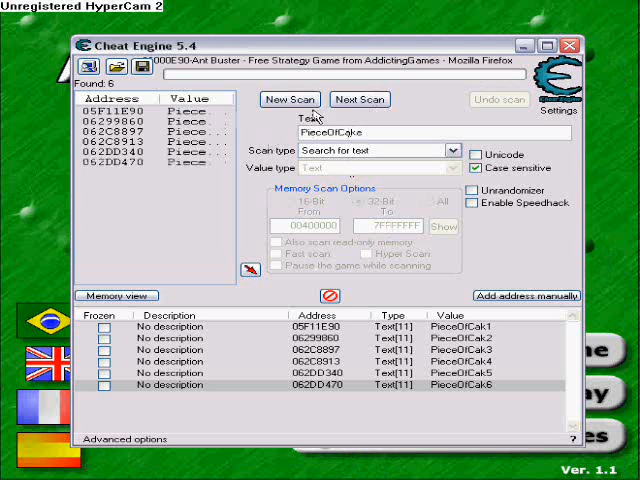 Unregistered HyperCam 2
Cheat Engine 5.4
000E90-Ant Buster - Free Strategy Game from AddictingGames - Mozilla Firefox
Found: 6
Address Value
05F11E90 Piece...
06299860 Piece...
062C8897 Piece...
062C8913 Piece...
062DD340 Piece...
062DD470 Piece...
New Scan Next Scan Undo scan
Cheat Engine
Settings
Text
PieceOfCake
Scan type Search for text
Value type Text
Unicode
Case sensitive
Unrandomizer
Enable Speedhack
Memory Scan Options
16-Bit 32-Bit All
From To
00400000 7FFFFFFF Show
Also scan read-only memory
Fast scan Hyper Scan
Pause the game while scanning
Memory view Add address manually
Frozen Description Address Type Value
No description 05F11E90 Text[11] PieceOfCak1
No description 06299860 Text[11] PieceOfCak2
No description 062C8897 Text[11] PieceOfCak3
No description 062C8913 Text[11] PieceOfCak4
No description 062DD340 Text[11] PieceOfCak5
No description 062DD470 Text[11] PieceOfCak6
Advanced options ?
Ver. 1.1